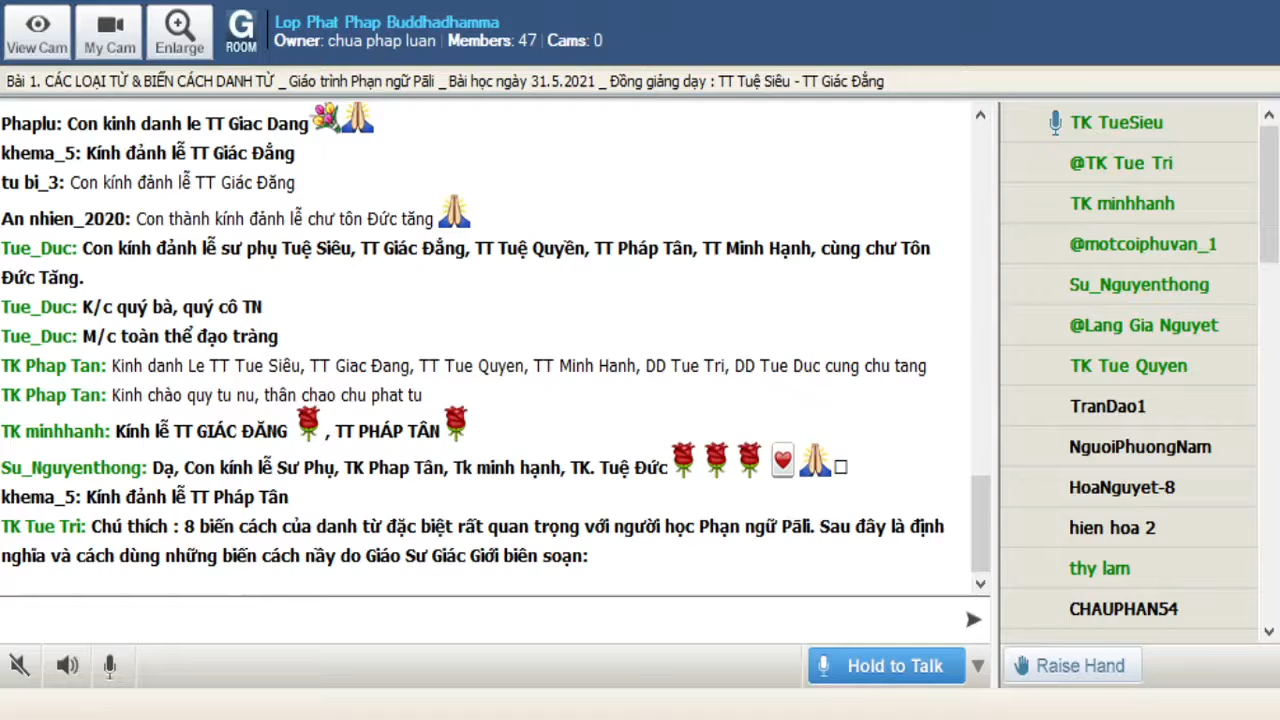 View Cam
My Cam
Enlarge
G
ROOM
Lop Phat Phap Buddhadhamma
Owner: chua phap luan | Members: 47 | Cams: 0
Bài 1. CÁC LOẠI TỪ & BIẾN CÁCH DANH TỪ _ Giáo trình Phạn ngữ Pāli _ Bài học ngày 31.5.2021 _ Đồng giảng dạy : TT Tuệ Siêu - TT Giác Đẳng
Phaplu: Con kinh danh le TT Giac Dang
khema_5: Kính đảnh lễ TT Giác Đẳng
tu bi_3: Con kính đảnh lễ TT Giác Đăng
An nhien_2020: Con thành kính đảnh lễ chư tôn Đức tăng
Tue_Duc: Con kính đảnh lễ sư phụ Tuệ Siêu, TT Giác Đẳng, TT Tuệ Quyền, TT Pháp Tân, TT Minh Hạnh, cùng chư Tôn
Đức Tăng.
Tue_Duc: K/c quý bà, quý cô TN
Tue_Duc: M/c toàn thể đạo tràng
TK Phap Tan: Kinh danh Le TT Tue Siêu, TT Giac Đang, TT Tue Quyen, TT Minh Hanh, DD Tue Tri, DD Tue Duc cung chu tang
TK Phap Tan: Kinh chào quy tu nu, thân chao chu phat tu
TK minhhanh: Kính lễ TT GIÁC ĐĂNG , TT PHÁP TÂN
Su_Nguyenthong: Dạ, Con kính lễ Sư Phụ, TK Phap Tân, Tk minh hạnh, TK. Tuệ Đức
khema_5: Kính đảnh lễ TT Pháp Tân
TK Tue Tri: Chú thích : 8 biến cách của danh từ đặc biệt rất quan trọng với người học Phạn ngữ Pāli. Sau đây là định
nghĩa và cách dùng những biến cách nầy do Giáo Sư Giác Giới biên soạn:
TK TueSieu
@TK Tue Tri
TK minhhanh
@motcoiphuvan_1
Su_Nguyenthong
@Lang Gia Nguyet
TK Tue Quyen
TranDao1
NguoiPhuongNam
HoaNguyet-8
hien hoa 2
thy lam
CHAUPHAN54
Hold to Talk
Raise Hand